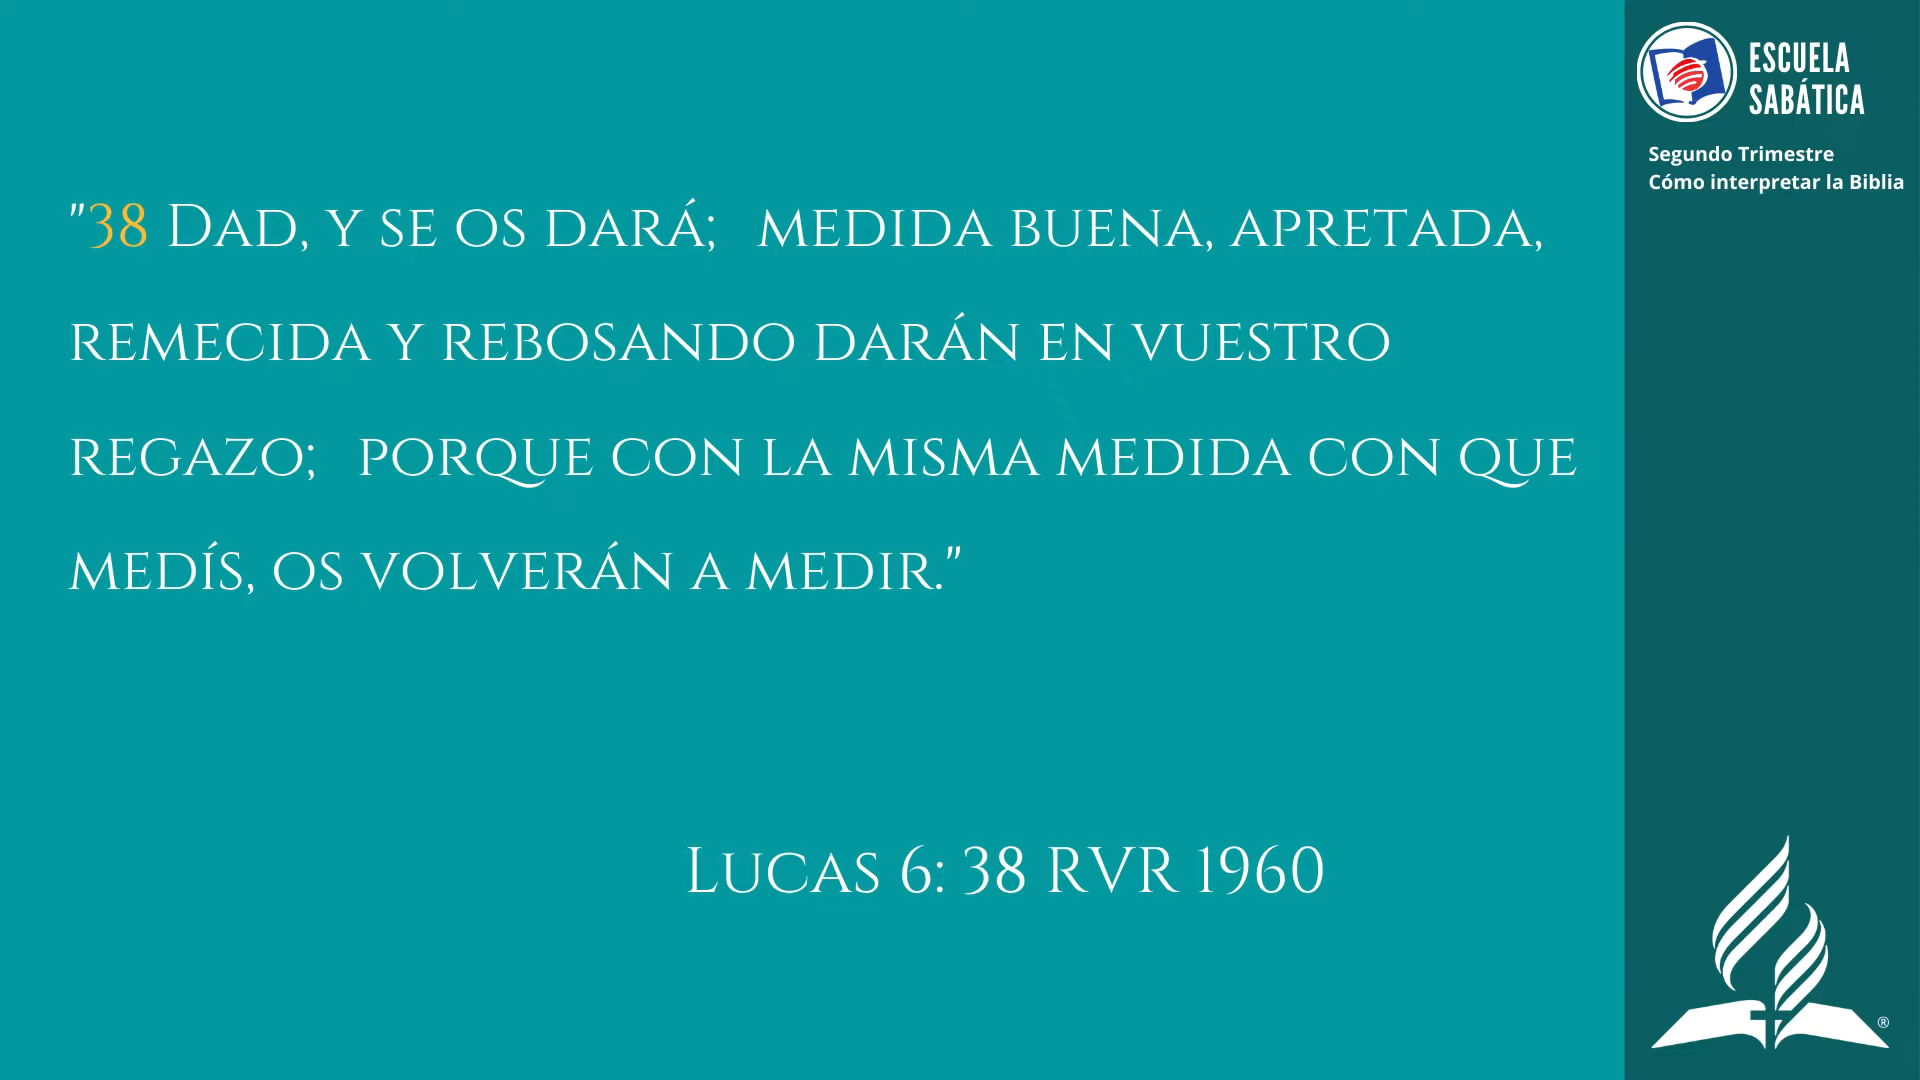 "38 Dad, y se os dará; medida buena, apretada,
remecida y rebosando darán en vuestro
regazo; porque con la misma medida con que
medís, os volverán a medir."
Lucas 6: 38 RVR 1960
ESCUELA
SABÁTICA
Segundo Trimestre
Cómo interpretar la Biblia
®